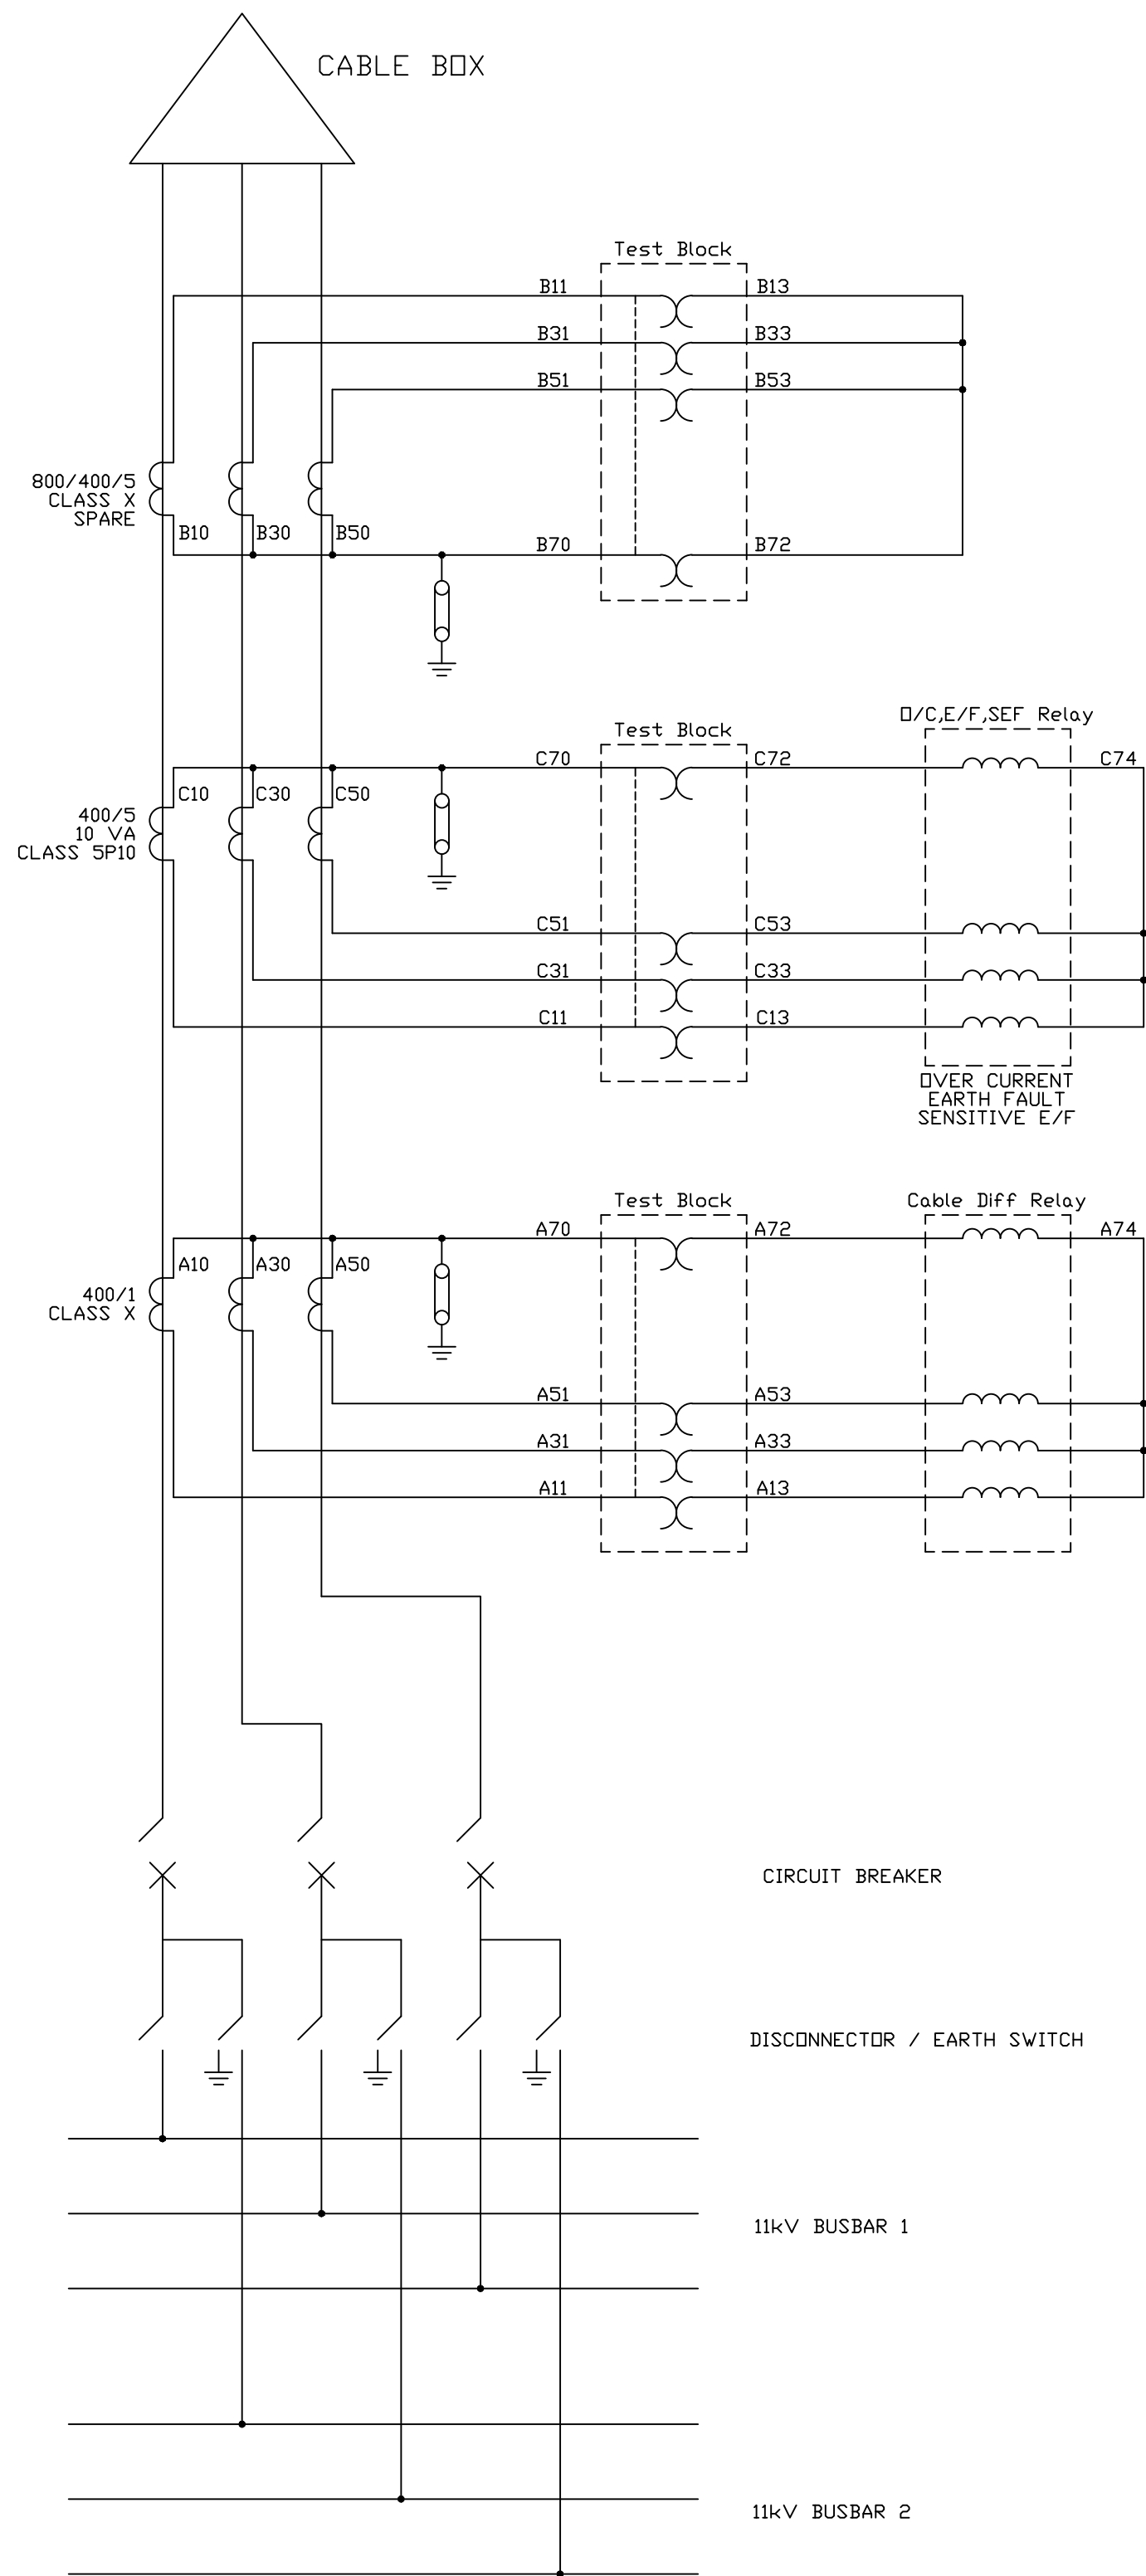 CABLE BOX
Test Block
B11
B13
B31
B33
B51
B53
800/400/5
CLASS X
SPARE
B10
B30
B50
B70
B72
O/C,E/F,SEF Relay
Test Block
C70
C72
C74
C10
C30
C50
400/5
10 VA
CLASS 5P10
C51
C53
C31
C33
C11
C13
OVER CURRENT
EARTH FAULT
SENSITIVE E/F
Test Block
Cable Diff Relay
A70
A72
A74
A10
A30
A50
400/1
CLASS X
A51
A53
A31
A33
A11
A13
CIRCUIT BREAKER
DISCONNECTOR / EARTH SWITCH
11kV BUSBAR 1
11kV BUSBAR 2